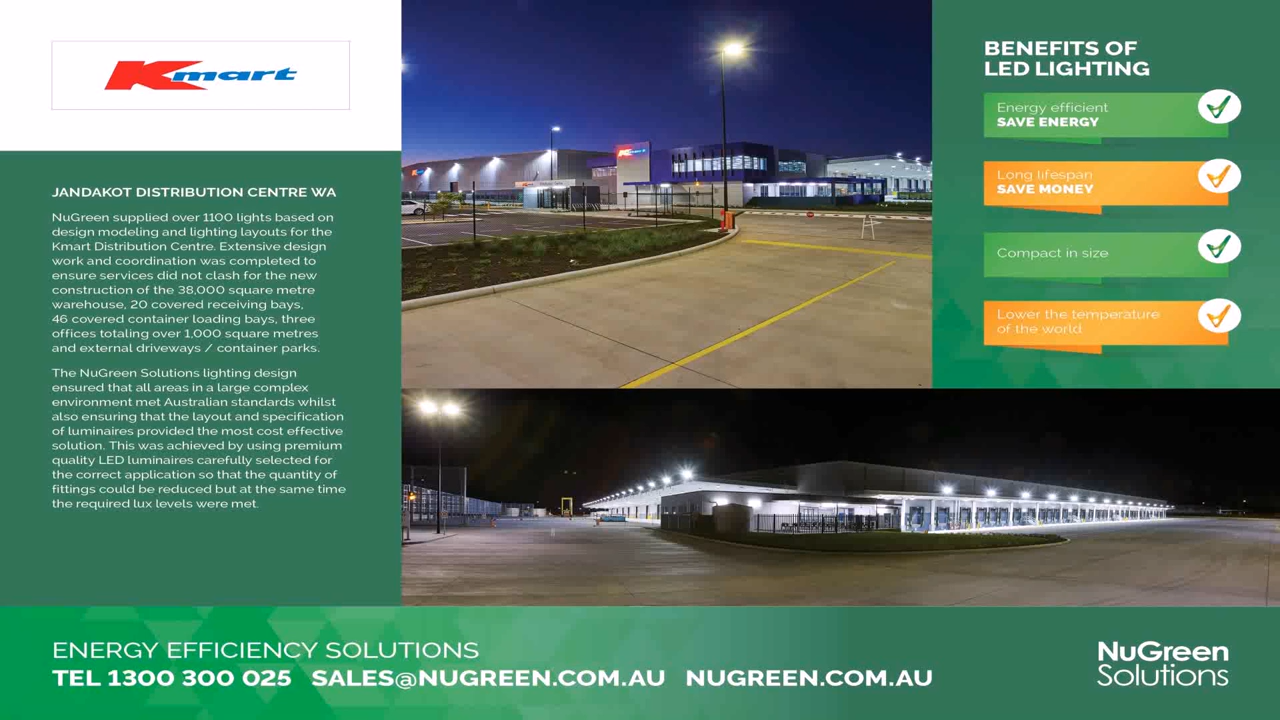 Kmart
JANDAKOT DISTRIBUTION CENTRE WA
NuGreen supplied over 1100 lights based on
design modeling and lighting layouts for the
Kmart Distribution Centre. Extensive design
work and coordination was completed to
ensure services did not clash for the new
construction of the 38,000 square metre
warehouse, 20 covered receiving bays,
46 covered container loading bays, three
offices totaling over 1,000 square metres
and external driveways / container parks.
The NuGreen Solutions lighting design
ensured that all areas in a large complex
environment met Australian standards whilst
also ensuring that the layout and specification
of luminaires provided the most cost effective
solution. This was achieved by using premium
quality LED luminaires carefully selected for
the correct application so that the quantity of
fittings could be reduced but at the same time
the required lux levels were met.
BENEFITS OF
LED LIGHTING
Energy efficient
SAVE ENERGY
Long lifespan
SAVE MONEY
Compact in size
Lower the temperature
of the world
ENERGY EFFICIENCY SOLUTIONS
TEL 1300 300 025 SALES@NUGREEN.COM.AU NUGREEN.COM.AU
NuGreen
Solutions